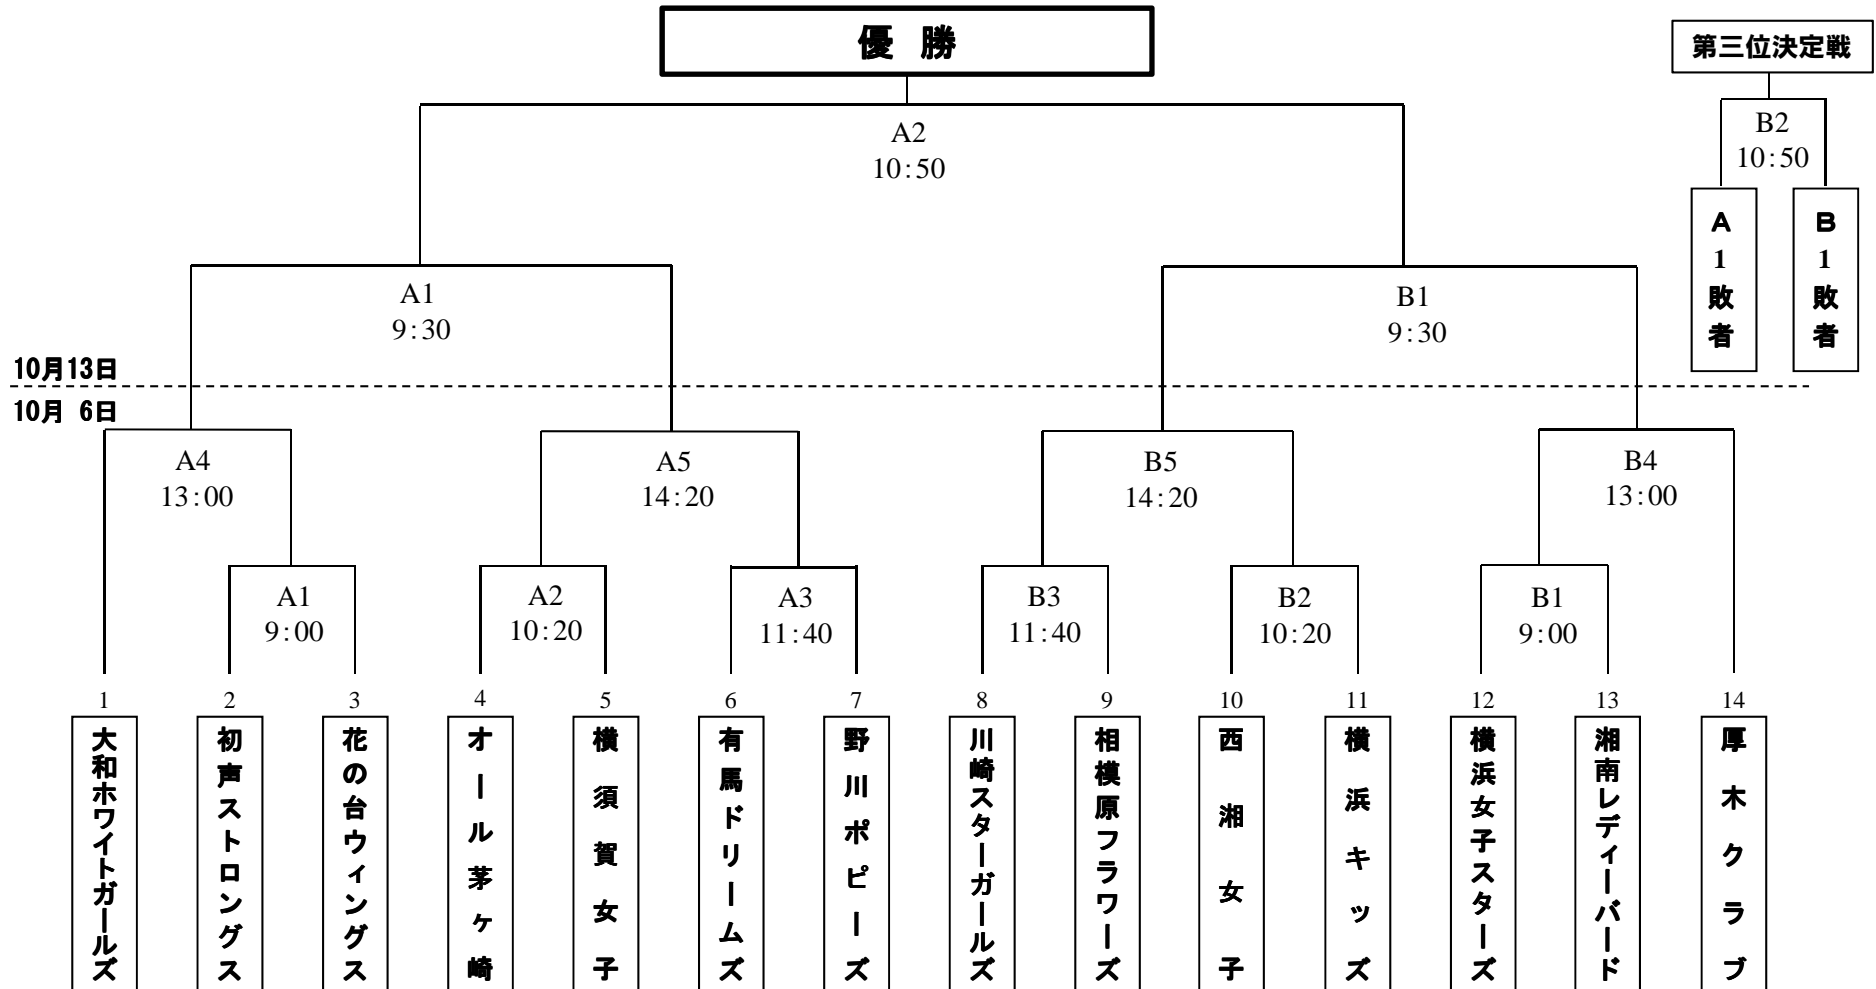 優 勝
第三位決定戦
A2
10:50
B2
10:50
A1敗者
B1敗者
A1
9:30
B1
9:30
10月13日
10月 6日
A4
13:00
A5
14:20
B5
14:20
B4
13:00
A1
9:00
A2
10:20
A3
11:40
B3
11:40
B2
10:20
B1
9:00
1
2
3
4
5
6
7
8
9
10
11
12
13
14
大和ホワイトガールズ
初声ストロングス
花の台ウィングス
オール茅ヶ崎
横須賀女子
有馬ドリームズ
野川ポピーズ
川崎スターガールズ
相模原フラワーズ
西湘女子
横浜キッズ
横浜女子スターズ
湘南レディーバード
厚木クラブ